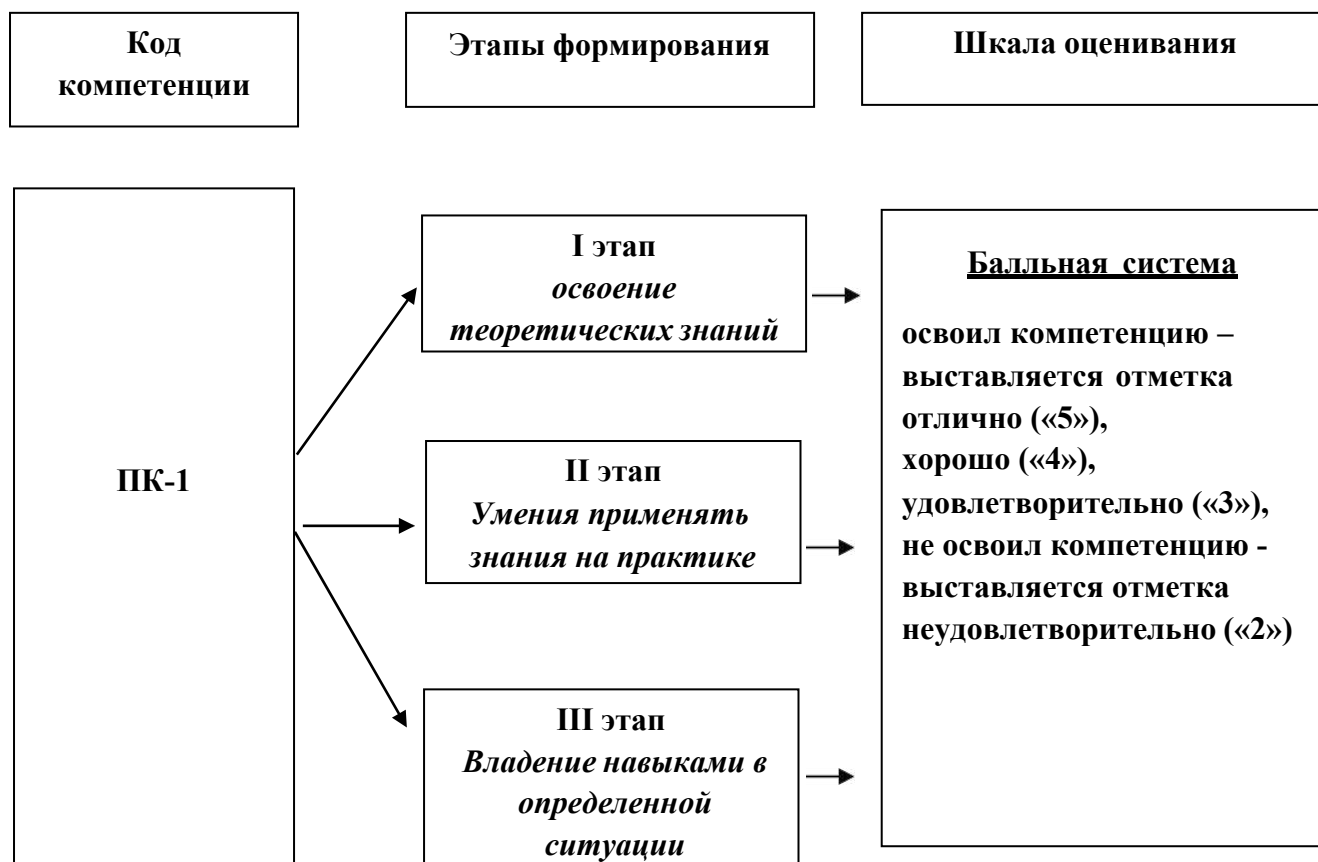 Код
компетенции
Этапы формирования
Шкала оценивания
ПК-1
I этап
освоение
теоретических знаний
II этап
Умения применять
знания на практике
III этап
Владение навыками в
определенной
ситуации
Балльная система
освоил компетенцию –
выставляется отметка
отлично («5»),
хорошо («4»),
удовлетворительно («3»),
не освоил компетенцию -
выставляется отметка
неудовлетворительно («2»)